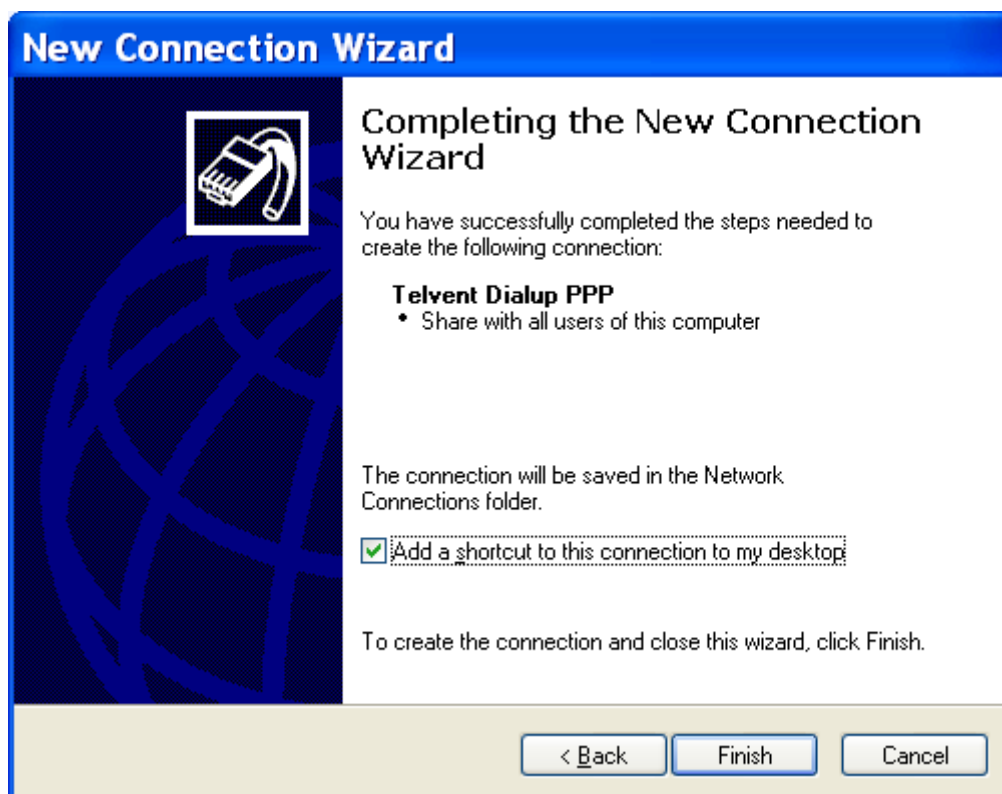 New Connection Wizard
Completing the New Connection
Wizard
You have successfully completed the steps needed to
create the following connection:
Telvent Dialup PPP
• Share with all users of this computer
The connection will be saved in the Network
Connections folder.
Add a shortcut to this connection to my desktop
To create the connection and close this wizard, click Finish.
< Back Finish Cancel